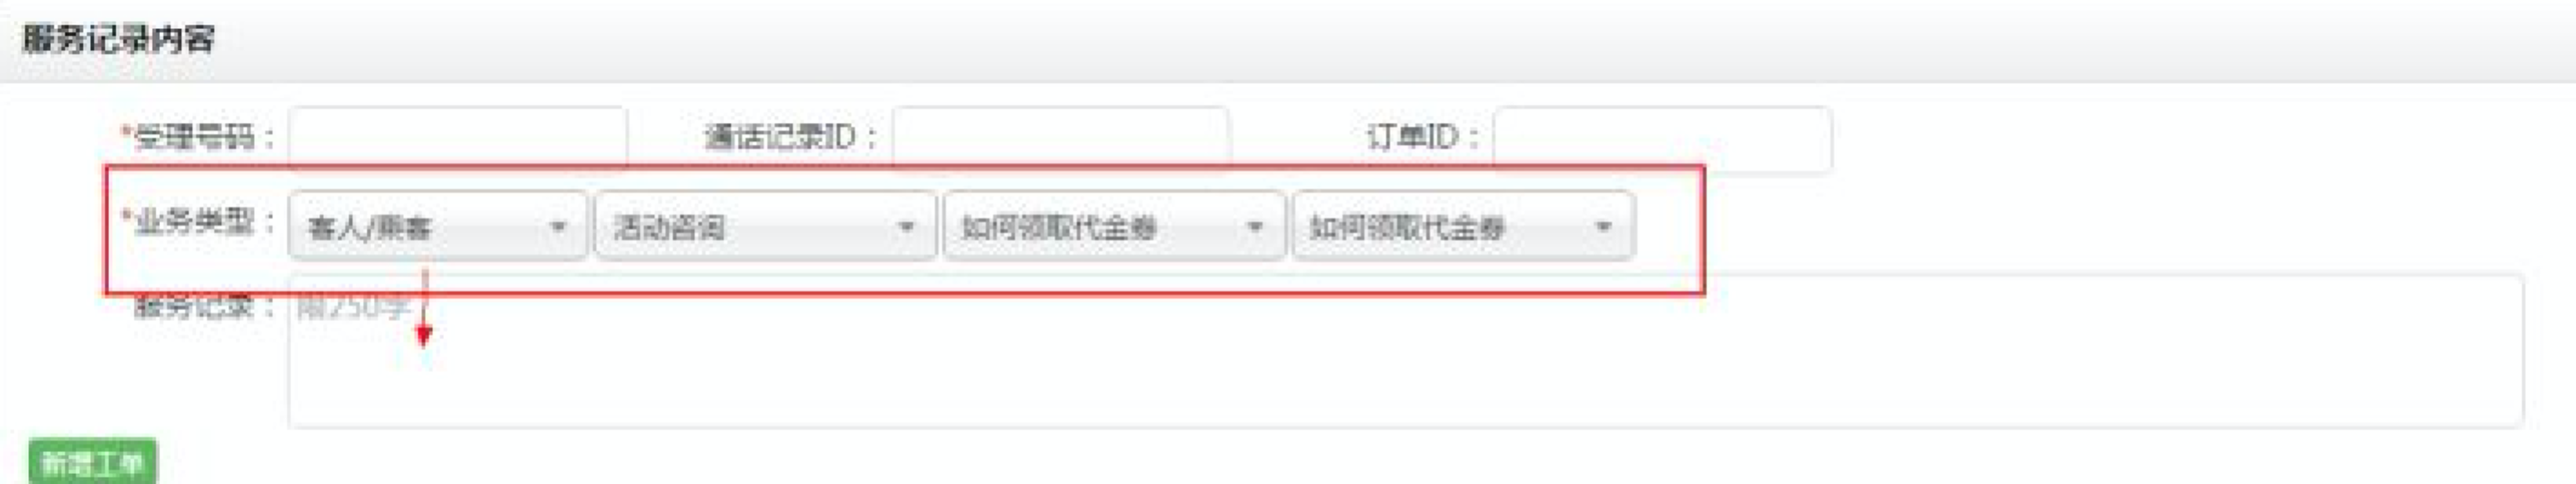 服务记录内容
*受理号码： 通话记录ID： 订单ID：
*业务类型： 客人/乘客 活动咨询 如何领取代金券 如何领取代金券
服务记录： 限250字
新增工单